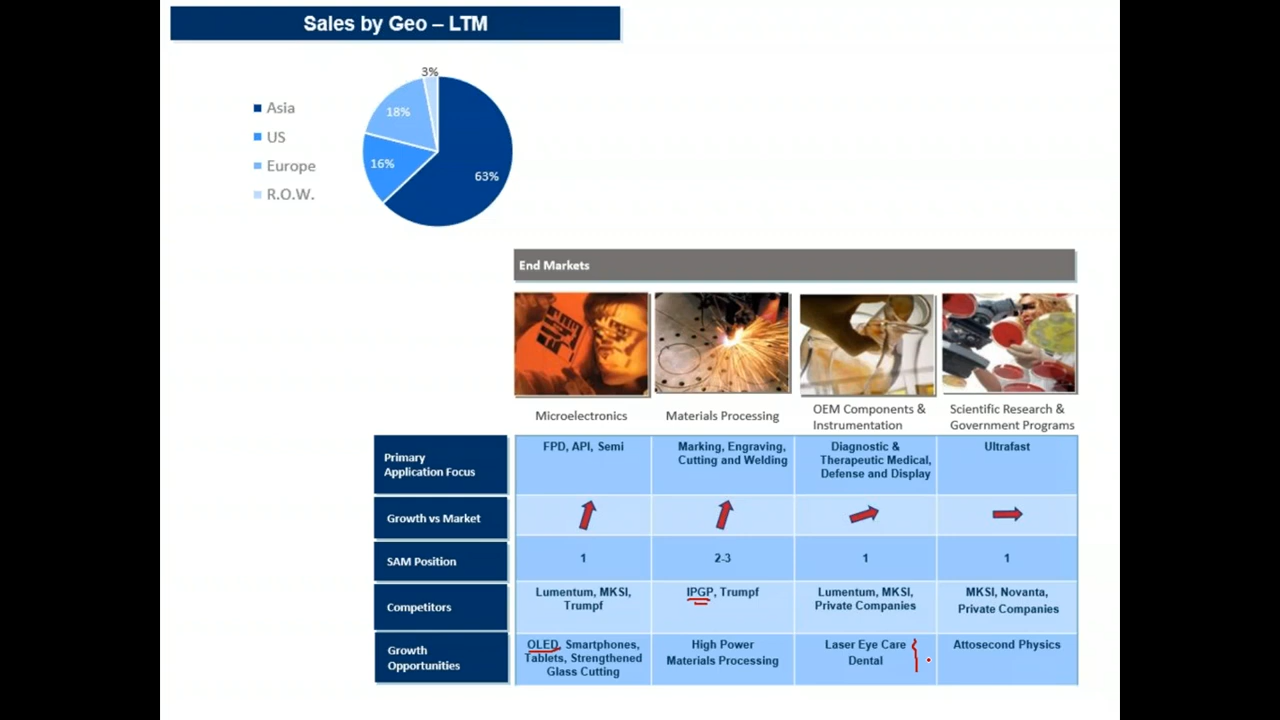 Sales by Geo – LTM
3%
Asia
18%
US
16%
Europe
63%
R.O.W.
End Markets
Microelectronics
Materials Processing
OEM Components &
Instrumentation
Scientific Research &
Government Programs
Primary
Application Focus
FPD, API, Semi
Marking, Engraving,
Cutting and Welding
Diagnostic &
Therapeutic Medical,
Defense and Display
Ultrafast
Growth vs Market
SAM Position
1
2-3
1
1
Competitors
Lumentum, MKSI,
Trumpf
IPGP, Trumpf
Lumentum, MKSI,
Private Companies
MKSI, Novanta,
Private Companies
Growth
Opportunities
OLED, Smartphones,
Tablets, Strengthened
Glass Cutting
High Power
Materials Processing
Laser Eye Care
Dental
Attosecond Physics